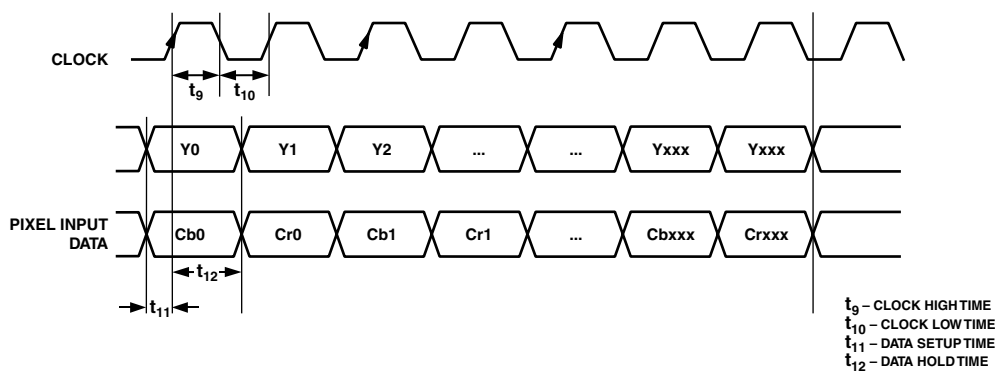 CLOCK
t9 t10
Y0 Y1 Y2 ... ... Yxxx Yxxx
PIXEL INPUT
DATA
Cb0 Cr0 Cb1 Cr1 ... Cbxxx Crxxx
t12
t11
t9 – CLOCK HIGH TIME
t10 – CLOCK LOW TIME
t11 – DATA SETUP TIME
t12 – DATA HOLD TIME